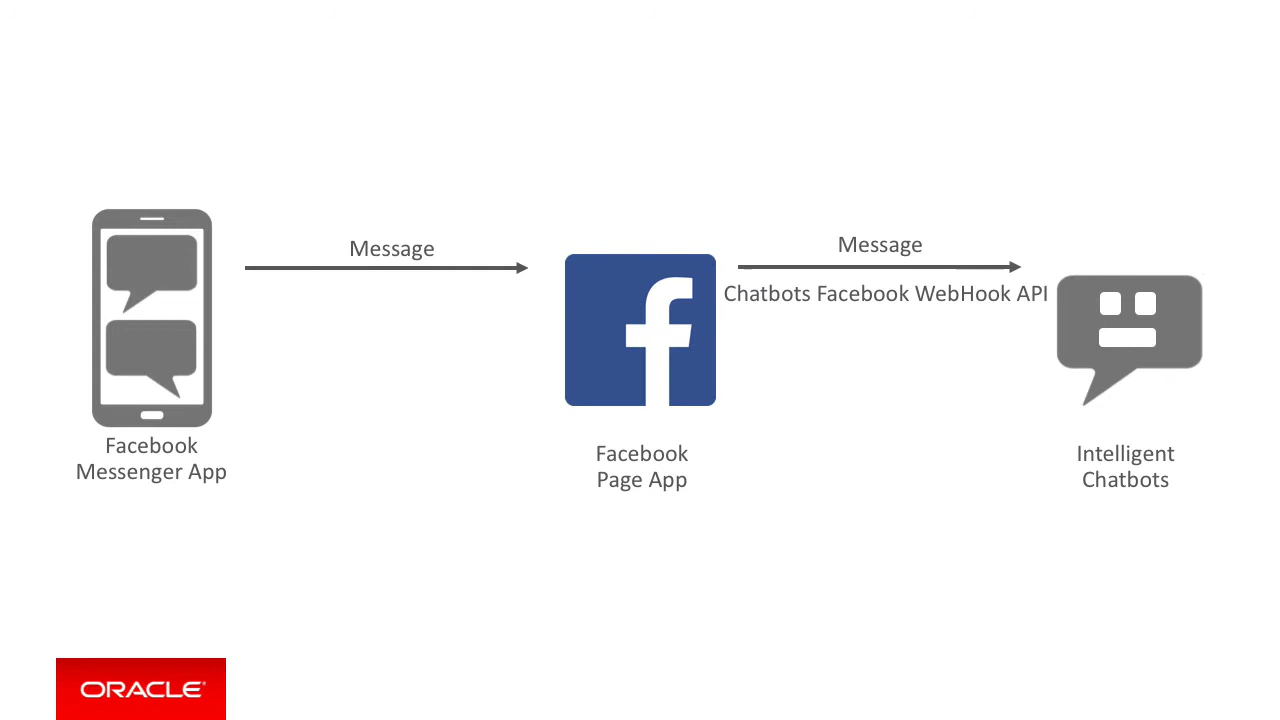 Message
Message
Chatbots Facebook WebHook API
Facebook
Messenger App
Facebook
Page App
Intelligent
Chatbots
ORACLE®